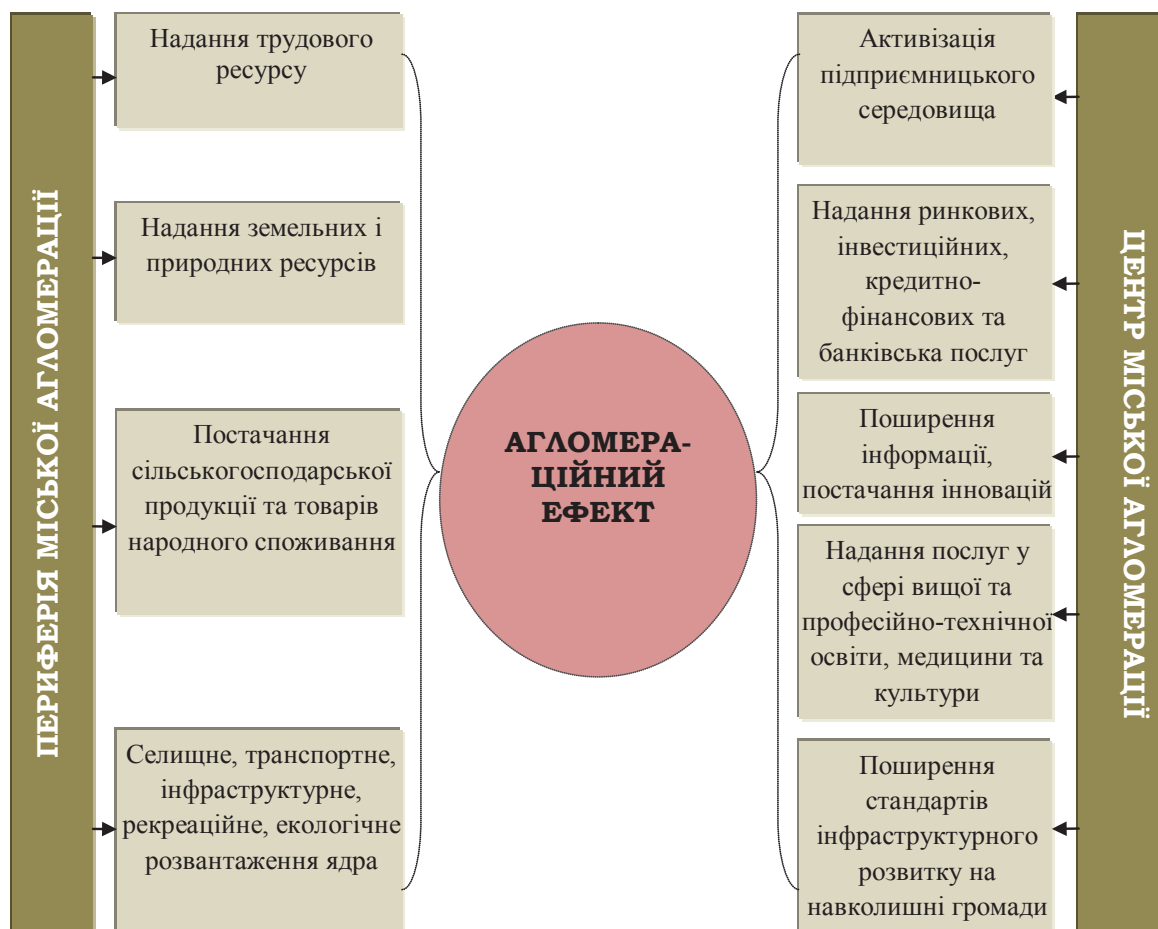 ПЕРИФЕРІЯ МІСЬКОЇ АГЛОМЕРАЦІЇ
Надання трудового
ресурсу
Надання земельних і
природних ресурсів
Постачання
сільськогосподарської
продукції та товарів
народного споживання
Селищне, транспортне,
інфраструктурне,
рекреаційне, екологічне
розвантаження ядра
АГЛОМЕРА-
ЦІЙНИЙ
ЕФЕКТ
Активізація
підприємницького
середовища
Надання ринкових,
інвестиційних,
кредитно-
фінансових та
банківська послуг
Поширення
інформації,
постачання інновацій
Надання послуг у
сфері вищої та
професійно-технічної
освіти, медицини та
культури
Поширення
стандартів
інфраструктурного
розвитку на
навколишні громади
ЦЕНТР МІСЬКОЇ АГЛОМЕРАЦІЇ